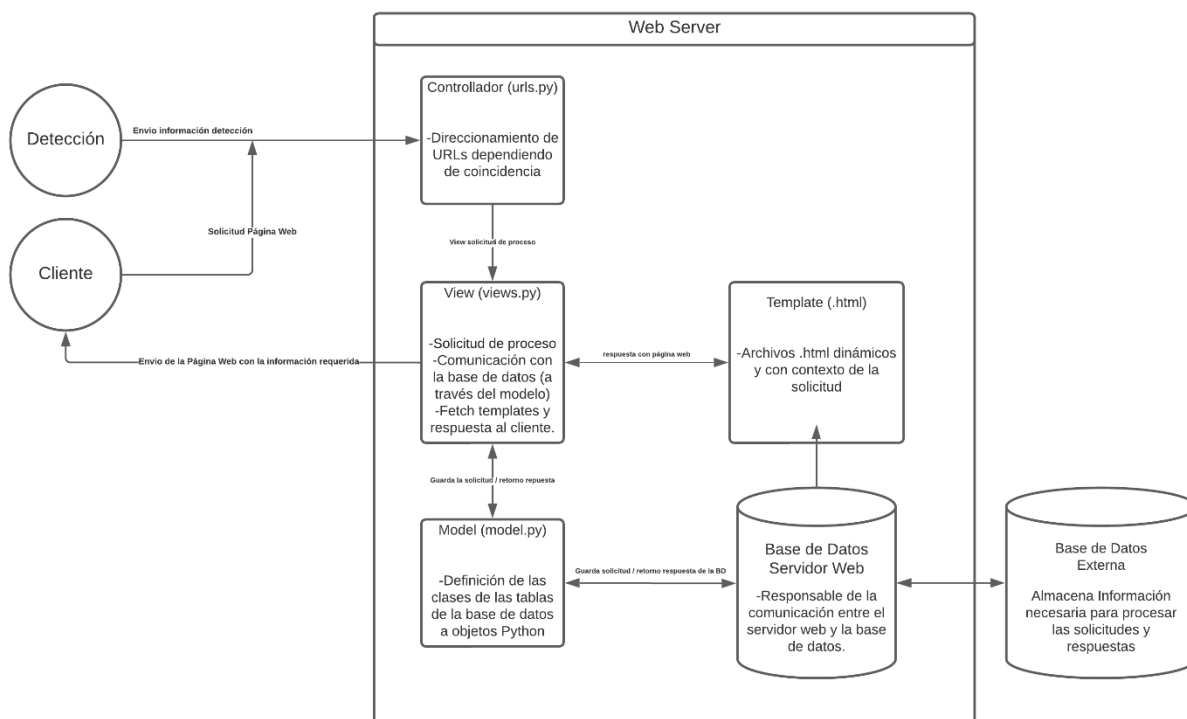 Web Server
Controllador (urls.py)
-Direccionamiento de
URLs dependiendo
de coincidencia
Detección
Envio información detección
Solicitud Página Web
Cliente
View solicitud de proceso
View (views.py)
-Solicitud de proceso
-Comunicación con
la base de datos (a
través del modelo)
-Fetch templates y
respuesta al cliente.
Envio de la Página Web con la información requerida
respuesta con página web
Template (.html)
-Archivos .html dinámicos
y con contexto de la
solicitud
Guarda la solicitud / retorno repuesta
Model (model.py)
-Definición de las
clases de las tablas
de la base de datos
a objetos Python
Guarda solicitud / retorno respuesta de la BD
Base de Datos
Servidor Web
-Responsable de la
comunicación entre el
servidor web y la base
de datos.
Base de Datos
Externa
Almacena Información
necesaria para procesar
las solicitudes y
respuestas